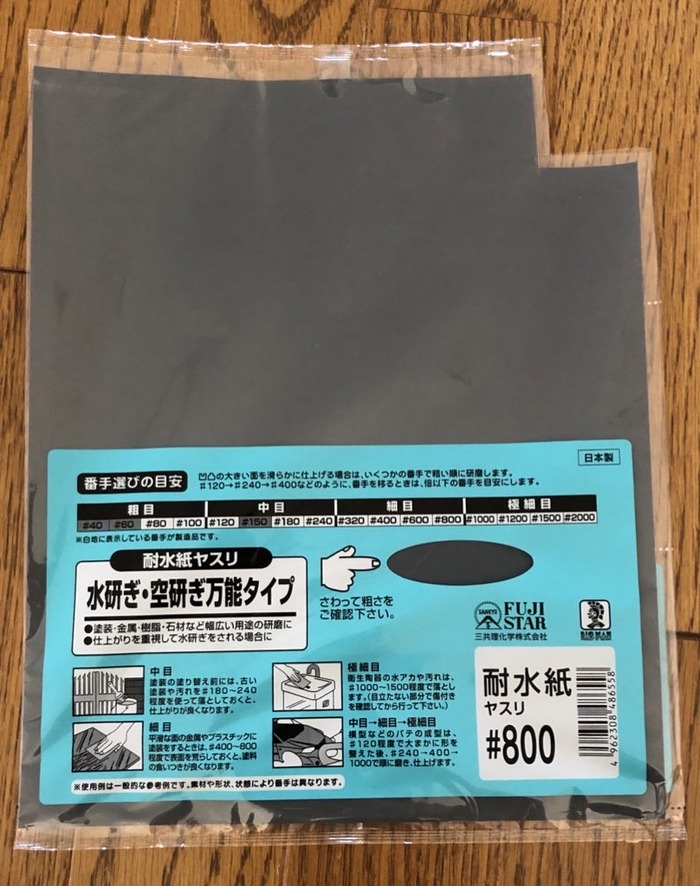 日本製
番手選びの目安
凹凸の大きい面を滑らかに仕上げる場合は、いくつかの番手で粗い順に研磨します。
#120→#240→#400などのように、番手を移るときは、倍以下の番手を目安にします。
粗目 中目 細目 極細目
#40 #60 #80 #100 #120 #150 #180 #240 #320 #400 #600 #800 #1000 #1200 #1500 #2000
※白地に表示している番手が製造品です。
耐水紙ヤスリ
水研ぎ・空研ぎ万能タイプ
●塗装・金属・樹脂・石材など幅広い用途の研磨に
●仕上がりを重視して水研ぎをされる場合に
さわって粗さを
ご確認下さい。
SANKYO
FUJI
STAR
三共理化学株式会社
BIG MAN
中目
塗装の塗り替え前には、古い
塗装や汚れを#180〜240
程度を使って落としておくと、
仕上がりが良くなります。
細目
平滑な面の金属やプラスチックに
塗装をするときは、#400〜800
程度で表面を荒らしておくと、塗料
の食いつきが良くなります。
極細目
衛生陶器の水アカや汚れは、
#1000〜1500程度で落とし
ます。(目立たない部分で傷付き
を確認してから行って下さい。)
中目→細目→極細目
模型などのパテの成型は、
#120程度で大まかに形を
整えた後、#240→400→
1000で順に磨き、仕上げます。
※使用例は一般的な参考例です。素材や形状、状態により番手は異なります。
耐水紙
ヤスリ
#800
4 962308 486558